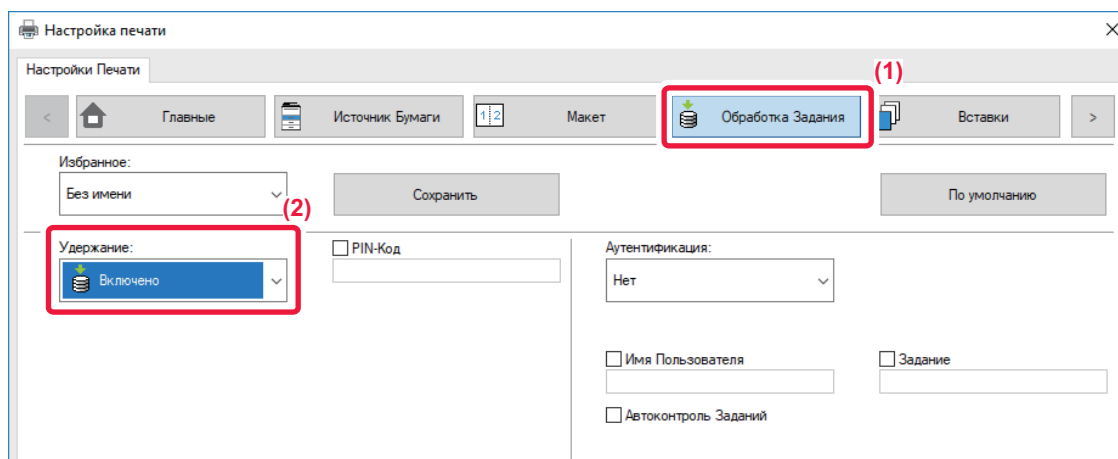 Настройка печати
Настройки Печати
(1)
< Главные Источник Бумаги 1 2 Макет Обработка Задания Вставки >
Избранное:
Без имени Сохранить По умолчанию
(2)
Удержание: PIN-Код Аутентификация:
Включено Нет
Имя Пользователя Задание
Автоконтроль Заданий